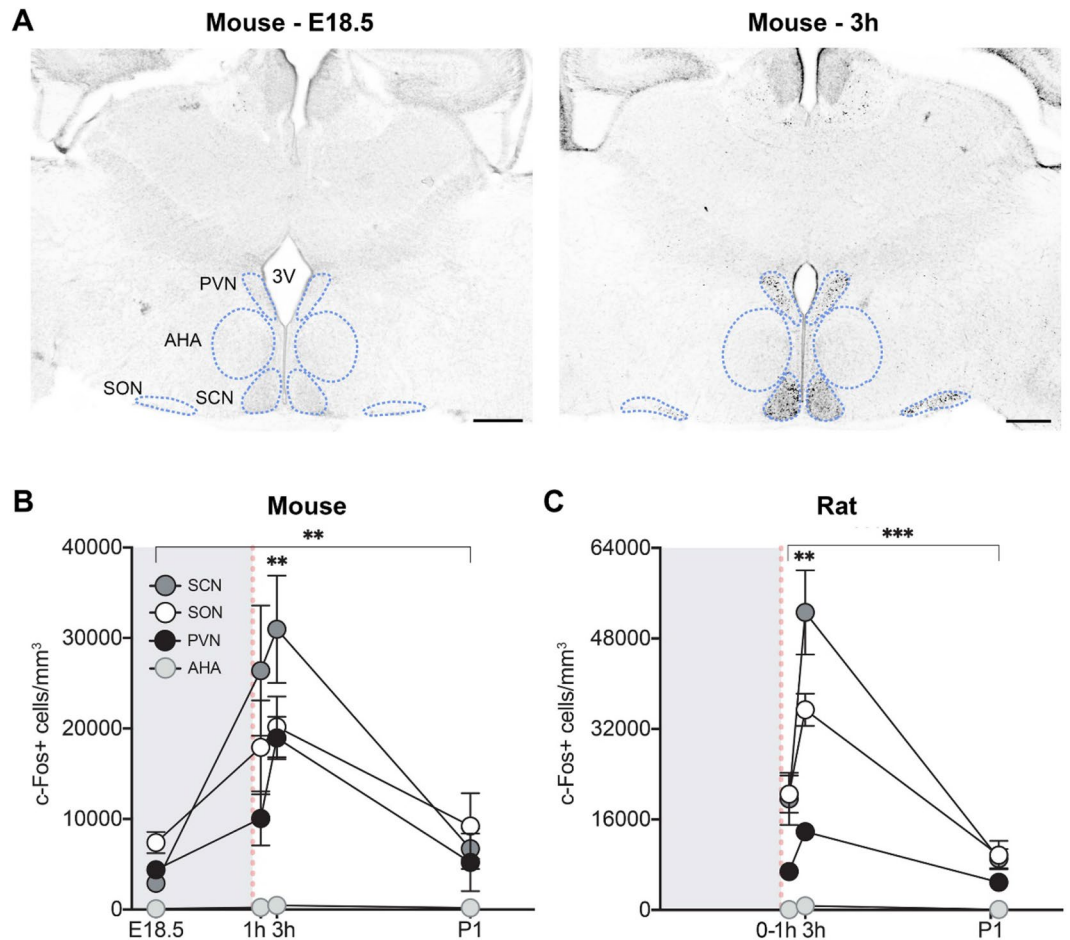 A
Mouse - E18.5
Mouse - 3h
PVN
3V
AHA
SON
SCN
B
Mouse
**
**
40000
30000
20000
10000
0
c-Fos+ cells/mm³
SCN
SON
PVN
AHA
E18.5
1h 3h
P1
C
Rat
***
**
64000
48000
32000
16000
0
c-Fos+ cells/mm³
0-1h 3h
P1